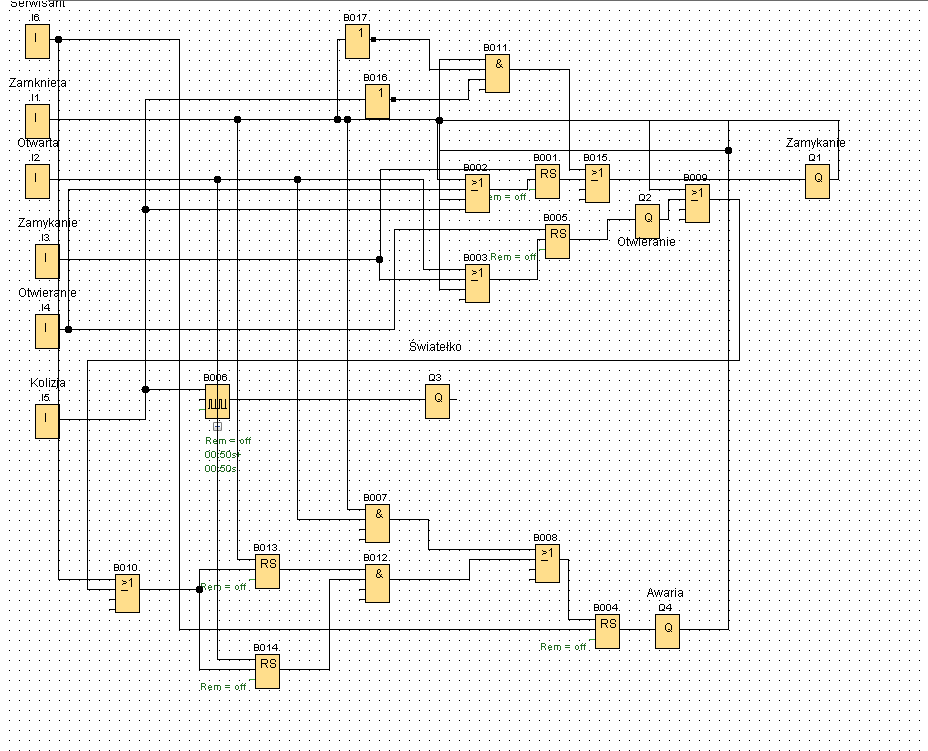 Serwisant
I6
I
Zamknieta
I1
I
Otwarta
I2
I
Zamykanie
I3
I
Otwieranie
I4
I
Kolizja
I5
I
B017
1
B016
1
B011
&
B002
>1
B001
RS
Rem = off
B015
>1
B005
RS
Rem = off
B003
>1
Q2
Q
Otwieranie
B009
>1
Zamykanie
Q1
Q
Światełko
B006
Rem = off
00:50s+
00:50s
Q3
Q
B007
&
B013
RS
Rem = off
B012
&
B008
>1
B010
>1
B014
RS
Rem = off
B004
RS
Rem = off
Awaria
Q4
Q